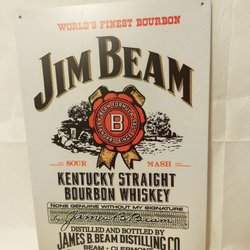 WORLD'S FINEST BOURBON
JIM BEAM
B
SOUR MASH
KENTUCKY STRAIGHT
BOURBON WHISKEY
NONE GENUINE WITHOUT MY SIGNATURE
DISTILLED AND BOTTLED BY
JAMES B. BEAM DISTILLING CO.
BEAM - CLERMONT